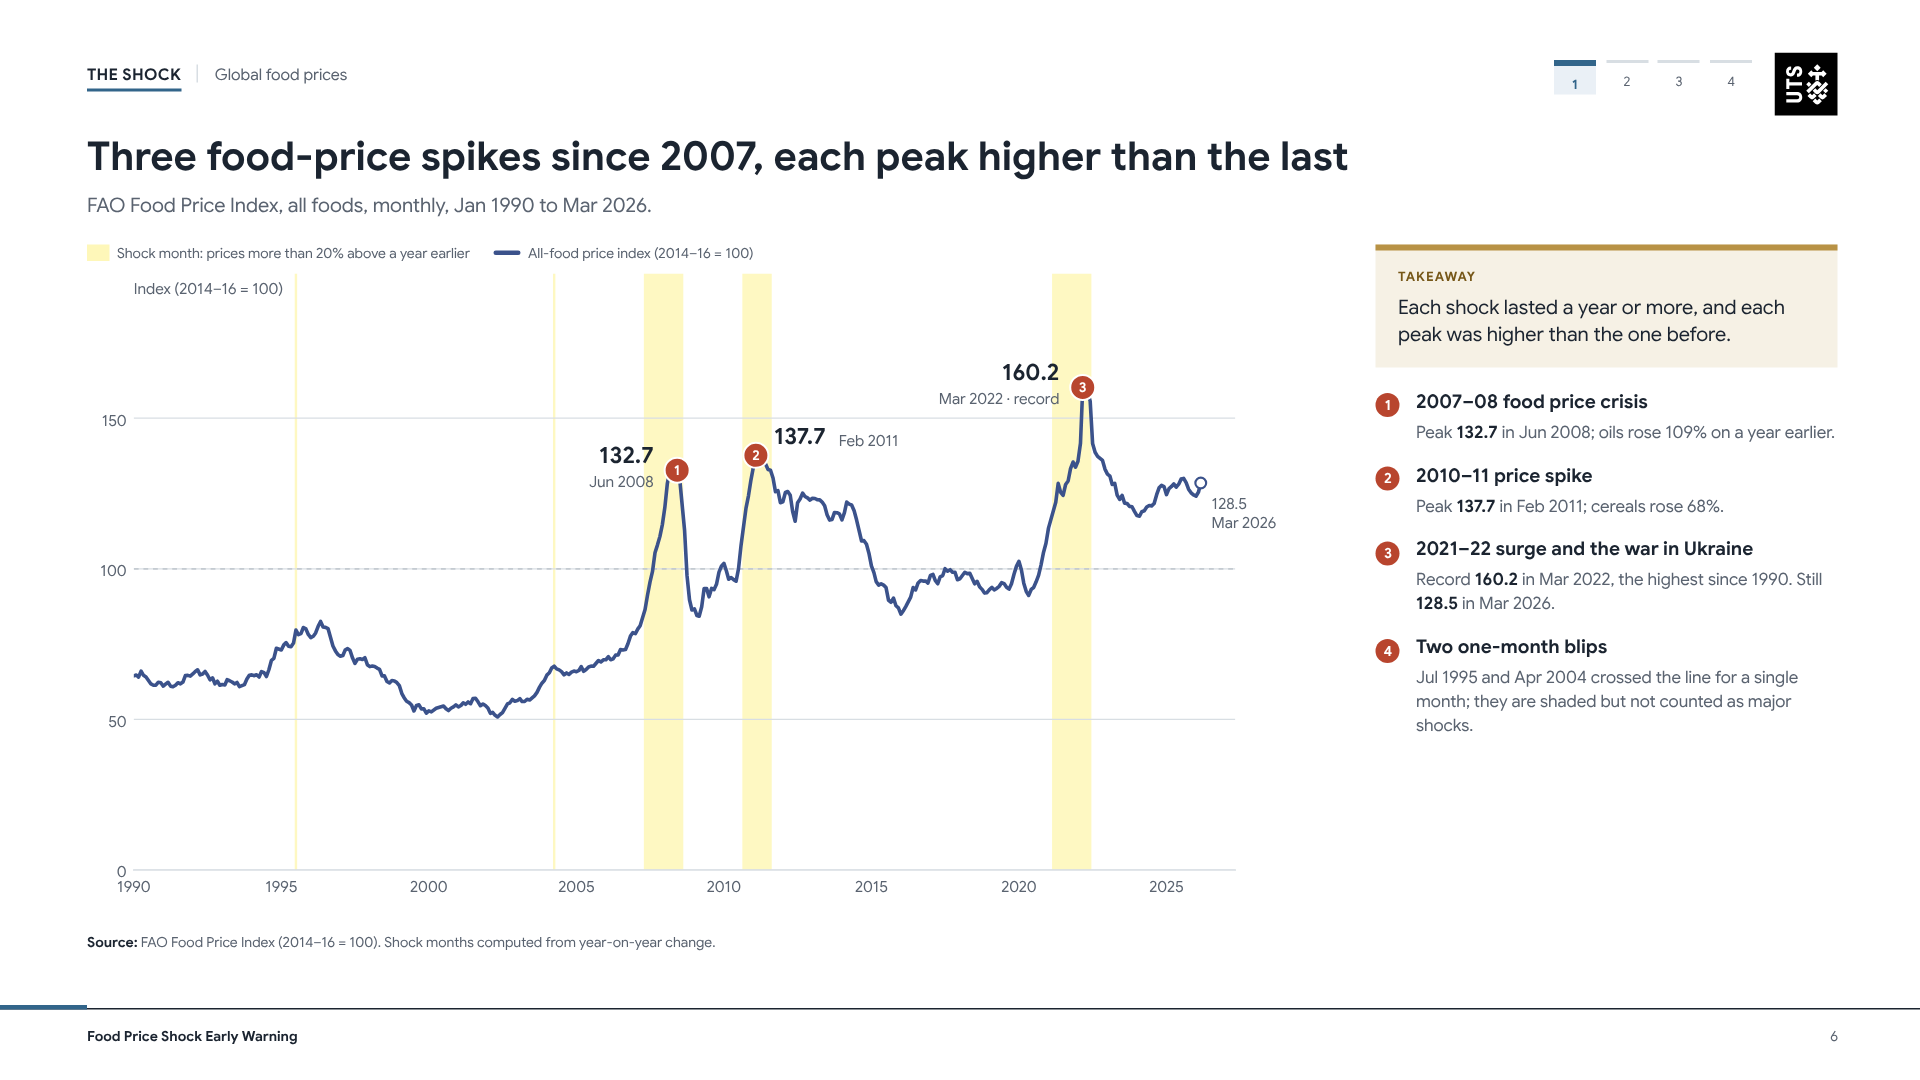 THE SHOCK
Global food prices
1 2 3 4
UTS
Three food-price spikes since 2007, each peak higher than the last
FAO Food Price Index, all foods, monthly, Jan 1990 to Mar 2026.
Shock month: prices more than 20% above a year earlier
All-food price index (2014–16 = 100)
Index (2014–16 = 100)
150
100
50
0
1990 1995 2000 2005 2010 2015 2020 2025
132.7
Jun 2008
1
2
137.7 Feb 2011
160.2
Mar 2022 · record
3
128.5
Mar 2026
TAKEAWAY
Each shock lasted a year or more, and each
peak was higher than the one before.
1 2007–08 food price crisis
Peak 132.7 in Jun 2008; oils rose 109% on a year earlier.
2 2010–11 price spike
Peak 137.7 in Feb 2011; cereals rose 68%.
3 2021–22 surge and the war in Ukraine
Record 160.2 in Mar 2022, the highest since 1990. Still
128.5 in Mar 2026.
4 Two one-month blips
Jul 1995 and Apr 2004 crossed the line for a single
month; they are shaded but not counted as major
shocks.
Source: FAO Food Price Index (2014–16 = 100). Shock months computed from year-on-year change.
Food Price Shock Early Warning
6